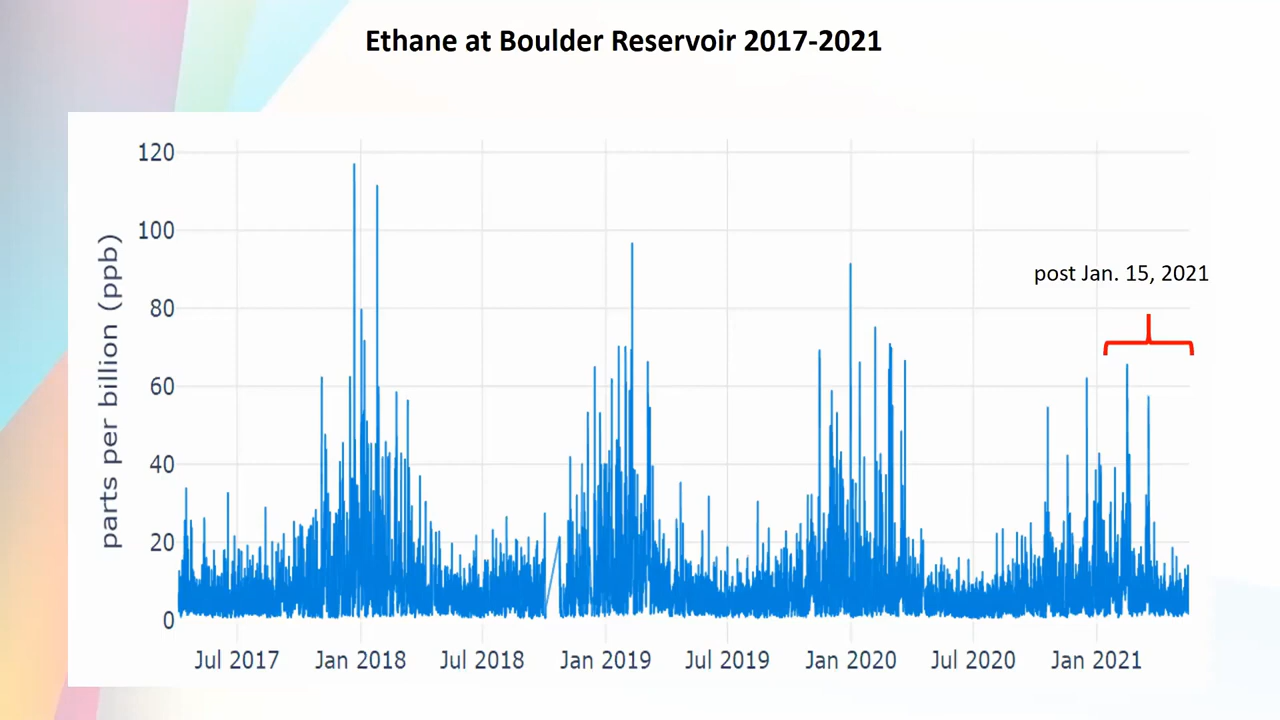 Ethane at Boulder Reservoir 2017-2021
120
100
80
60
40
20
0
parts per billion (ppb)
post Jan. 15, 2021
Jul 2017 Jan 2018 Jul 2018 Jan 2019 Jul 2019 Jan 2020 Jul 2020 Jan 2021